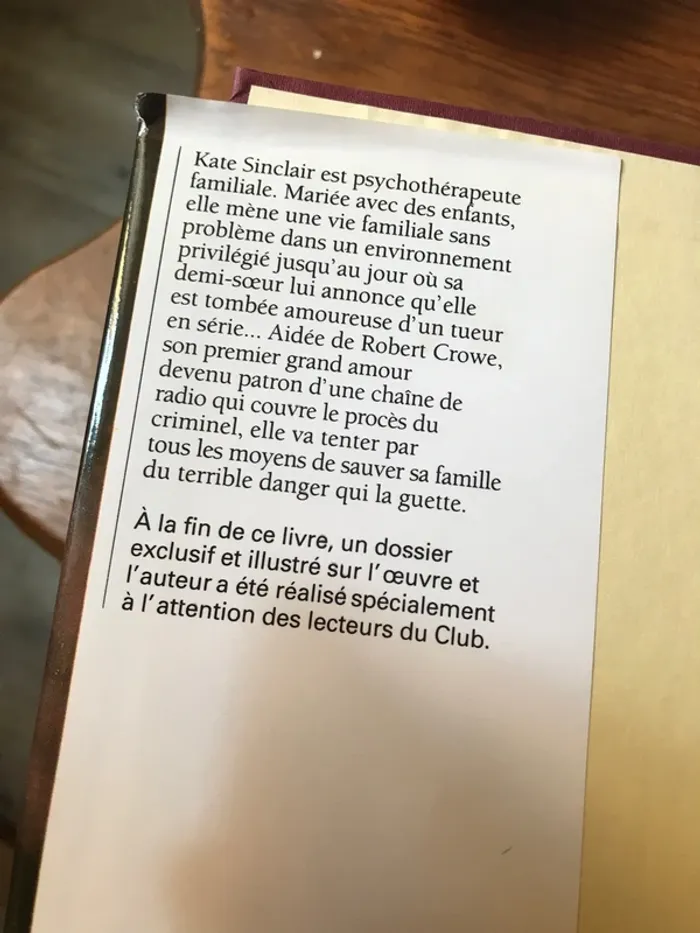 Kate Sinclair est psychothérapeute
familiale. Mariée avec des enfants,
elle mène une vie familiale sans
problème dans un environnement
privilégié jusqu'au jour où sa
demi-sœur lui annonce qu'elle
est tombée amoureuse d'un tueur
en série... Aidée de Robert Crowe,
son premier grand amour
devenu patron d'une chaîne de
radio qui couvre le procès du
criminel, elle va tenter par
tous les moyens de sauver sa famille
du terrible danger qui la guette.
À la fin de ce livre, un dossier
exclusif et illustré sur l'œuvre et
l'auteur a été réalisé spécialement
à l'attention des lecteurs du Club.